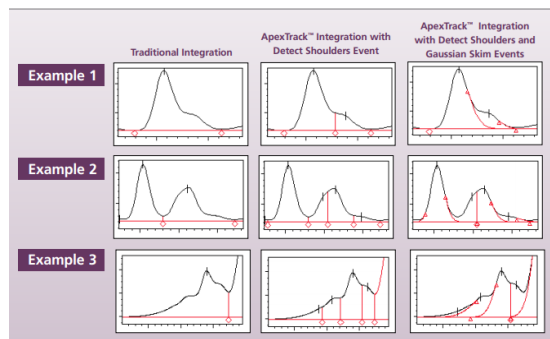 Traditional Integration
ApexTrack™ Integration with
Detect Shoulders Event
ApexTrack™ Integration
with Detect Shoulders and
Gaussian Skim Events
Example 1
Example 2
Example 3